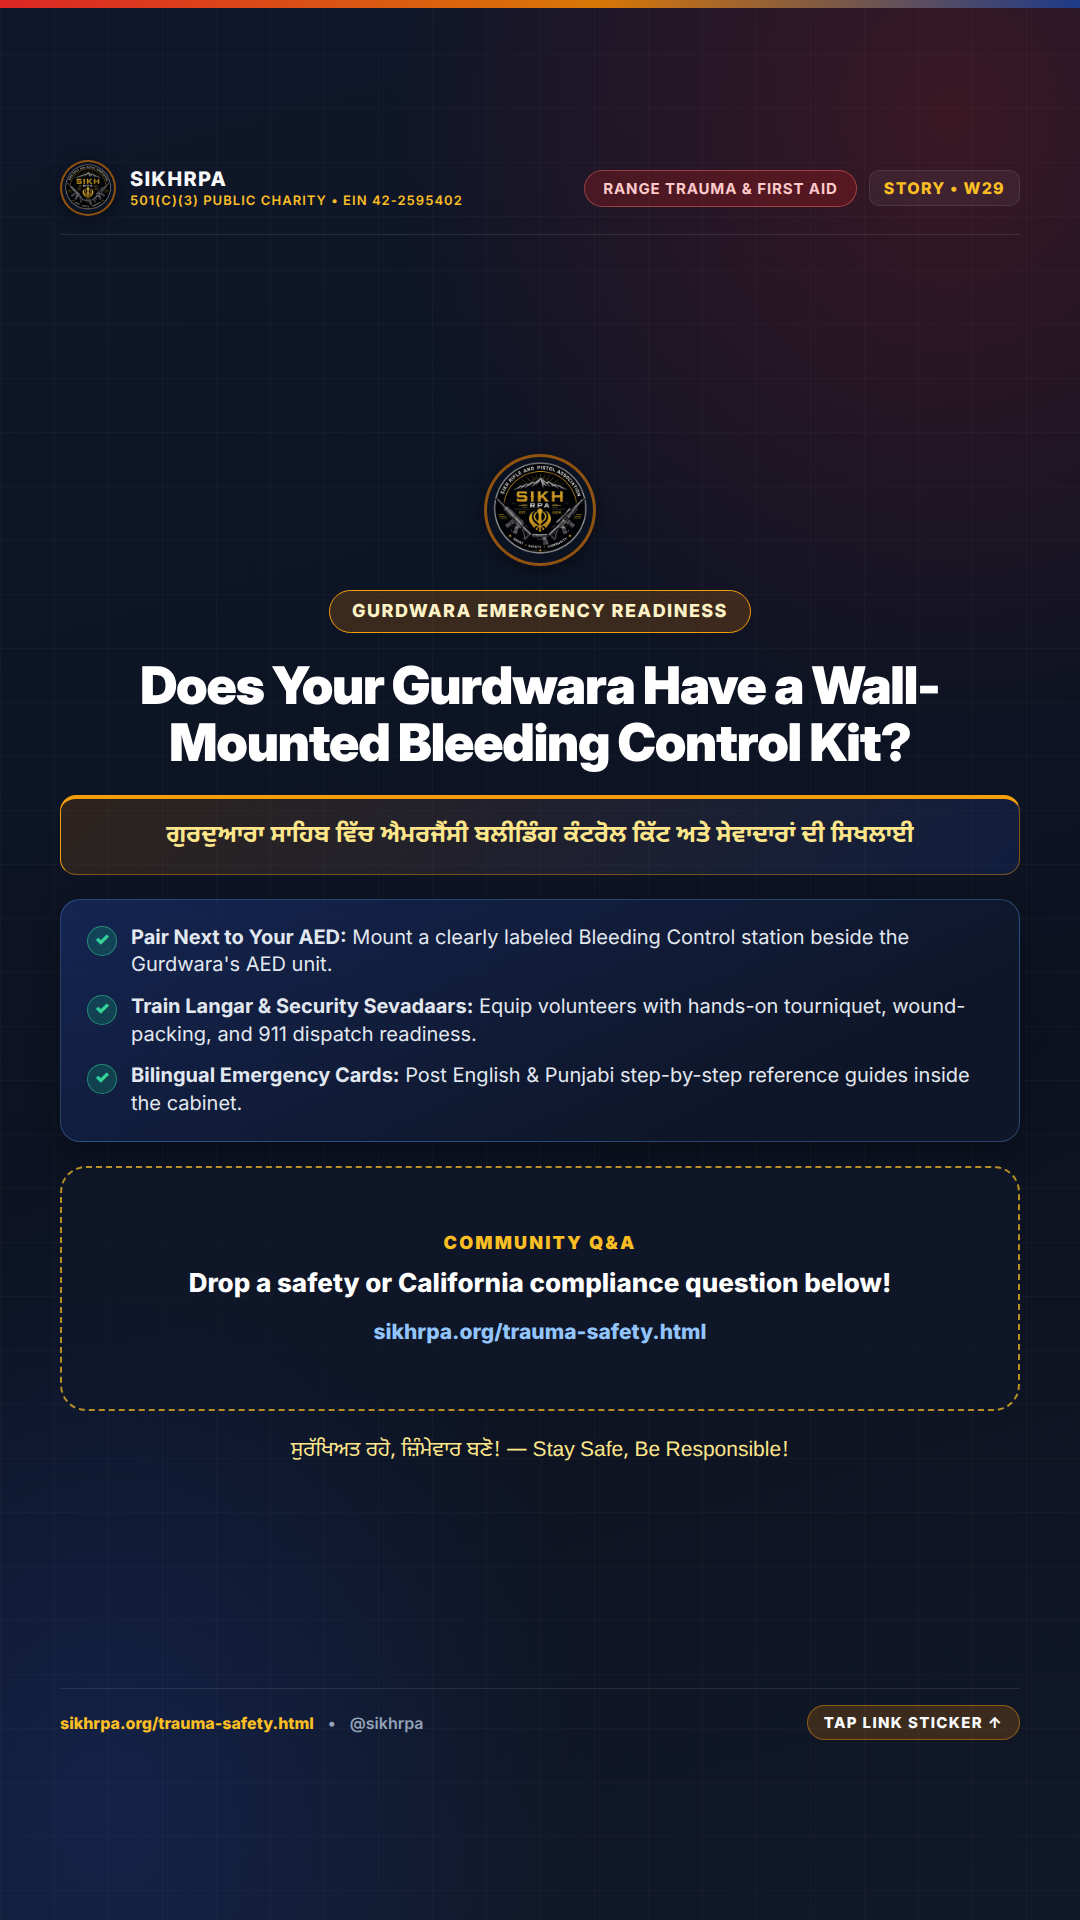 SIKHRPA
501(C)(3) PUBLIC CHARITY • EIN 42-2595402
RANGE TRAUMA & FIRST AID
STORY • W29
SIKH RIFLE AND PISTOL ASSOCIATION
SIKH
RPA
GURDWARA EMERGENCY READINESS
Does Your Gurdwara Have a Wall-
Mounted Bleeding Control Kit?
ਗੁਰਦੁਆਰਾ ਸਾਹਿਬ ਵਿੱਚ ਐਮਰਜੈਂਸੀ ਬਲੀਡਿੰਗ ਕੰਟਰੋਲ ਕਿੱਟ ਅਤੇ ਸੇਵਾਦਾਰਾਂ ਦੀ ਸਿਖਲਾਈ
Pair Next to Your AED: Mount a clearly labeled Bleeding Control station beside the
Gurdwara's AED unit.
Train Langar & Security Sevadaars: Equip volunteers with hands-on tourniquet, wound-
packing, and 911 dispatch readiness.
Bilingual Emergency Cards: Post English & Punjabi step-by-step reference guides inside
the cabinet.
COMMUNITY Q&A
Drop a safety or California compliance question below!
sikhrpa.org/trauma-safety.html
ਸੁਰੱਖਿਅਤ ਰਹੋ, ਜ਼ਿੰਮੇਵਾਰ ਬਣੋ! — Stay Safe, Be Responsible!
sikhrpa.org/trauma-safety.html • @sikhrpa
TAP LINK STICKER ↑